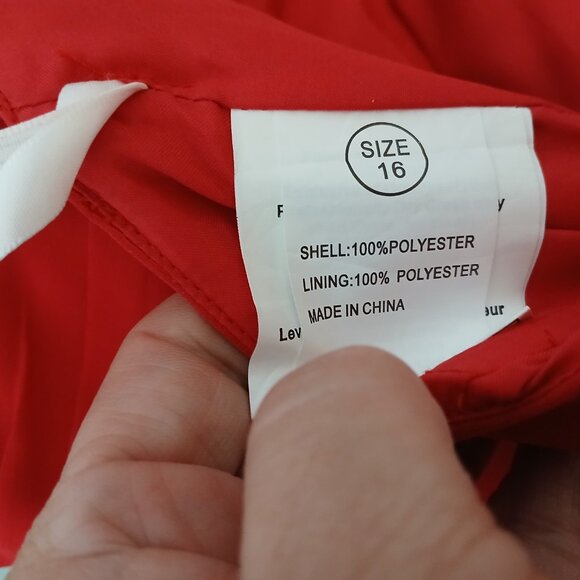 SIZE
16
SHELL:100%POLYESTER
LINING:100% POLYESTER
MADE IN CHINA